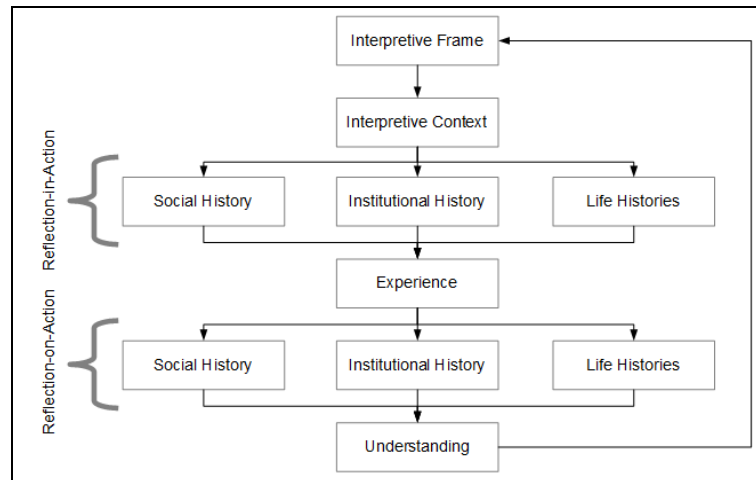 Interpretive Frame
Interpretive Context
Reflection-in-Action
Social History
Institutional History
Life Histories
Experience
Reflection-on-Action
Social History
Institutional History
Life Histories
Understanding